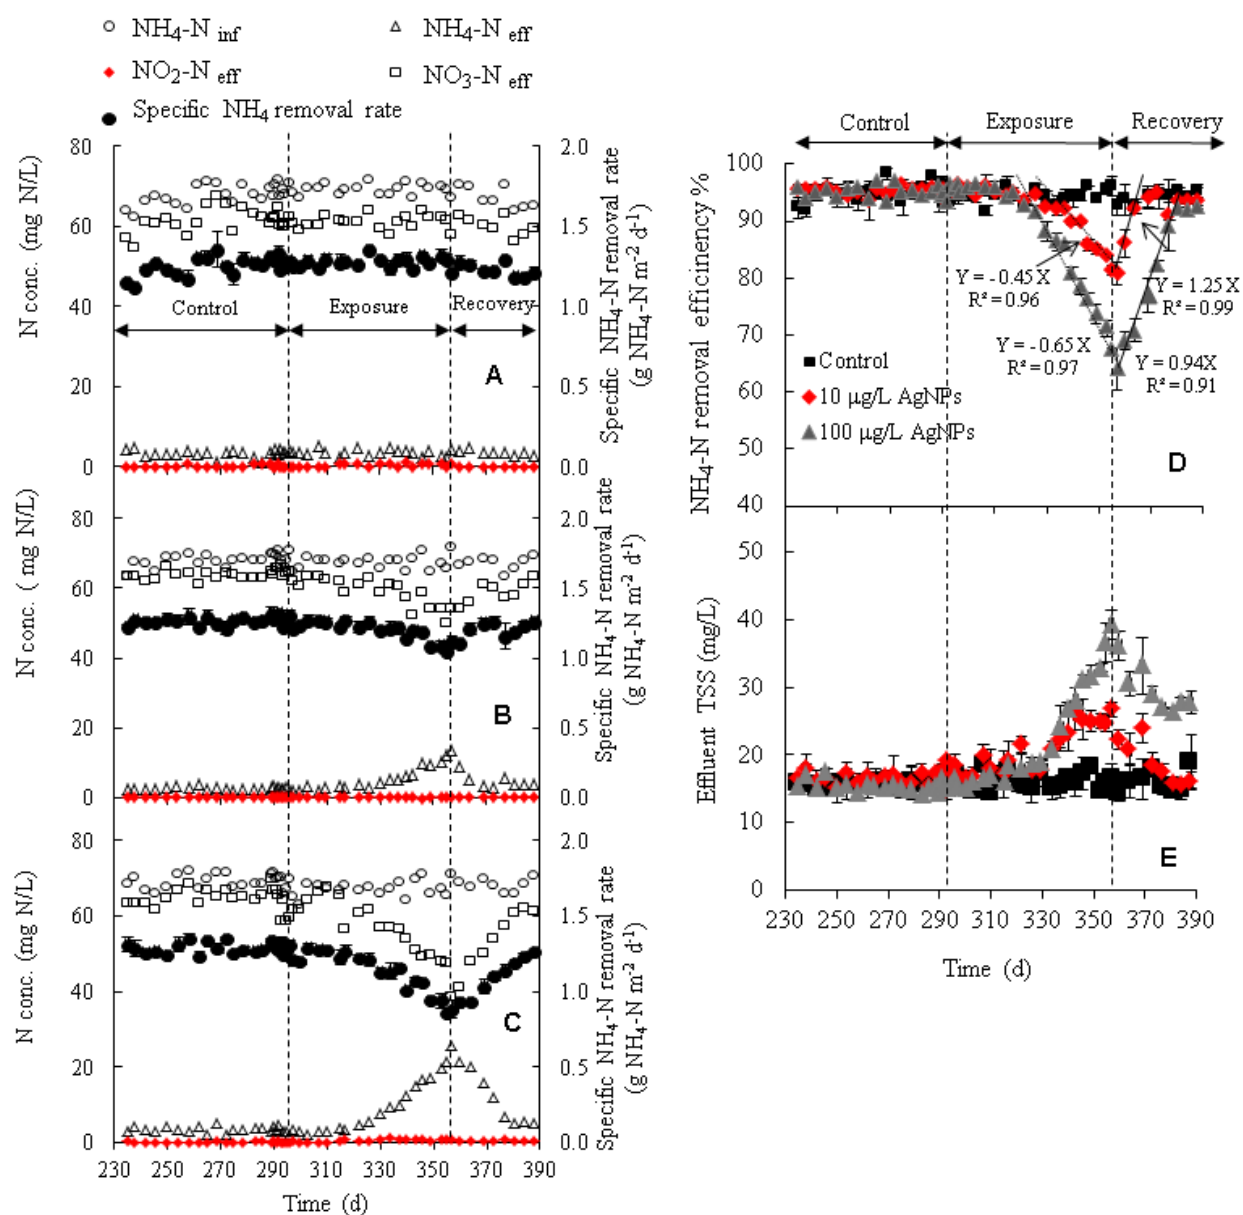 NH₄-N inf
NH₄-N eff
NO₂-N eff
NO₃-N eff
Specific NH₄ removal rate
80
60
40
20
0
N conc. (mg N/L)
2.0
1.5
1.0
0.5
0.0
Specific NH₄-N removal rate
(g NH₄-N m⁻² d⁻¹)
Control
Exposure
Recovery
A
80
60
40
20
0
N conc. ( mg N/L)
2.0
1.5
1.0
0.5
0.0
Specific NH₄-N removal rate
(g NH₄-N m⁻² d⁻¹)
B
80
60
40
20
0
N conc. (mg N/L)
2.0
1.5
1.0
0.5
0.0
Specific NH₄-N removal rate
(g NH₄-N m⁻² d⁻¹)
C
230 250 270 290 310 330 350 370 390
Time (d)
Control
Exposure
Recovery
100
90
80
70
60
50
40
NH₄-N removal efficinency %
Y = -0.45X
R² = 0.96
Y = 1.25X
R² = 0.99
Y = -0.65X
R² = 0.97
Y = 0.94X
R² = 0.91
Control
10 µg/L AgNPs
100 µg/L AgNPs
D
50
40
30
20
10
0
Effluent TSS (mg/L)
E
230 250 270 290 310 330 350 370 390
Time (d)